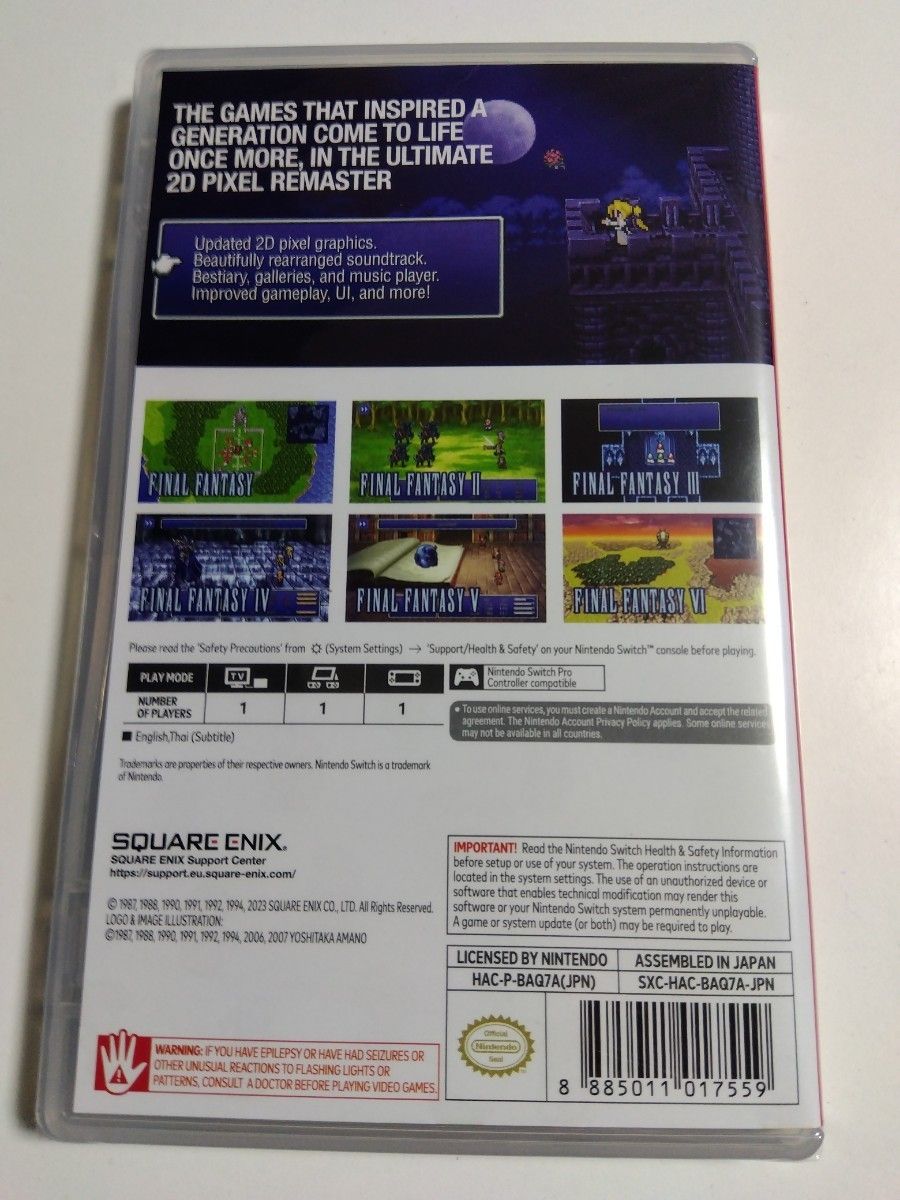 THE GAMES THAT INSPIRED A
GENERATION COME TO LIFE
ONCE MORE, IN THE ULTIMATE
2D PIXEL REMASTER
Updated 2D pixel graphics.
Beautifully rearranged soundtrack.
Bestiary, galleries, and music player.
Improved gameplay, UI, and more!
FINAL FANTASY
FINAL FANTASY II
FINAL FANTASY III
FINAL FANTASY IV
FINAL FANTASY V
FINAL FANTASY VI
Please read the 'Safety Precautions' from (System Settings) → 'Support/Health & Safety' on your Nintendo Switch™ console before playing.
PLAY MODE
TV
NUMBER
OF PLAYERS
1
1
1
Nintendo Switch Pro
Controller compatible
• To use online services, you must create a Nintendo Account and accept the related
agreement. The Nintendo Account Privacy Policy applies. Some online services
may not be available in all countries.
■ English,Thai (Subtitle)
Trademarks are properties of their respective owners. Nintendo Switch is a trademark
of Nintendo.
SQUARE ENIX®
SQUARE ENIX Support Center
https://support.eu.square-enix.com/
© 1987, 1988, 1990, 1991, 1992, 1994, 2023 SQUARE ENIX CO., LTD. All Rights Reserved.
LOGO & IMAGE ILLUSTRATION:
©1987, 1988, 1990, 1991, 1992, 1994, 2006, 2007 YOSHITAKA AMANO
IMPORTANT! Read the Nintendo Switch Health & Safety Information
before setup or use of your system. The operation instructions are
located in the system settings. The use of an unauthorized device or
software that enables technical modification may render this
software or your Nintendo Switch system permanently unplayable.
A game or system update (or both) may be required to play.
LICENSED BY NINTENDO
ASSEMBLED IN JAPAN
HAC-P-BAQ7A(JPN)
SXC-HAC-BAQ7A-JPN
WARNING: IF YOU HAVE EPILEPSY OR HAVE HAD SEIZURES OR
OTHER UNUSUAL REACTIONS TO FLASHING LIGHTS OR
PATTERNS, CONSULT A DOCTOR BEFORE PLAYING VIDEO GAMES.
Official
Nintendo
Seal
8 885011 017559